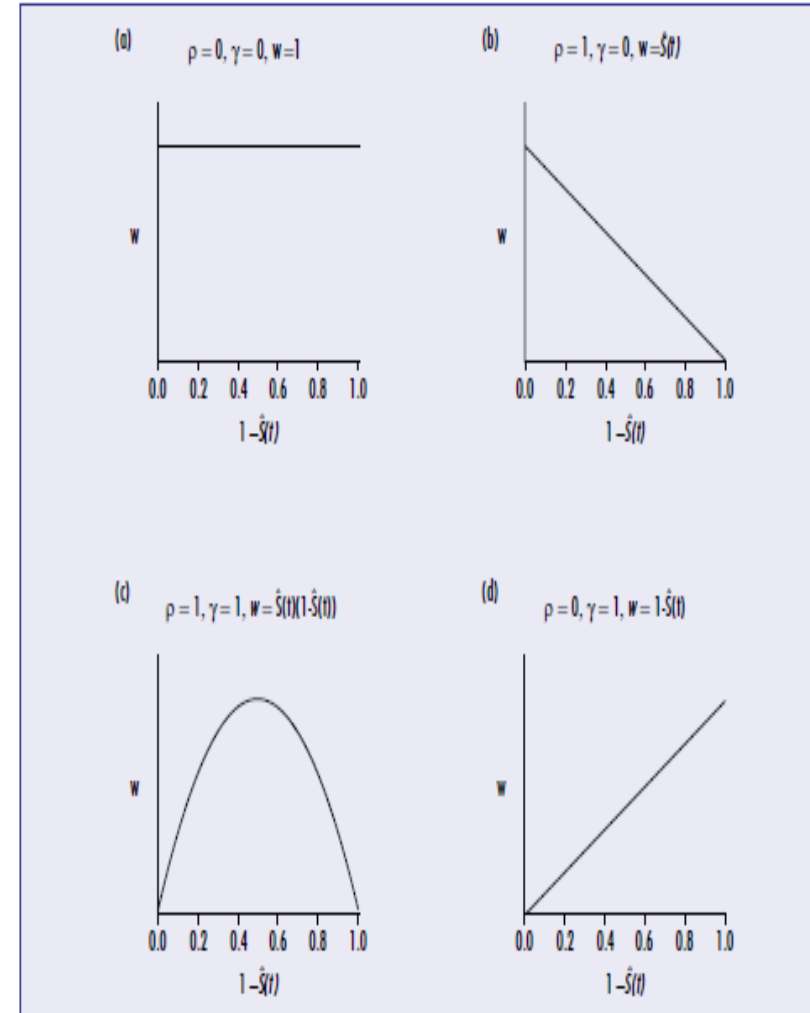 (a) ρ = 0, γ = 0, w=1
w
0.0 0.2 0.4 0.6 0.8 1.0
1 –Ŝ(t)
(b) ρ = 1, γ = 0, w=Ŝ(t)
w
0.0 0.2 0.4 0.6 0.8 1.0
1 –Ŝ(t)
(c) ρ = 1, γ = 1, w = Ŝ(t)(1-Ŝ(t))
w
0.0 0.2 0.4 0.6 0.8 1.0
1 –Ŝ(t)
(d) ρ = 0, γ = 1, w = 1-Ŝ(t)
w
0.0 0.2 0.4 0.6 0.8 1.0
1 –Ŝ(t)